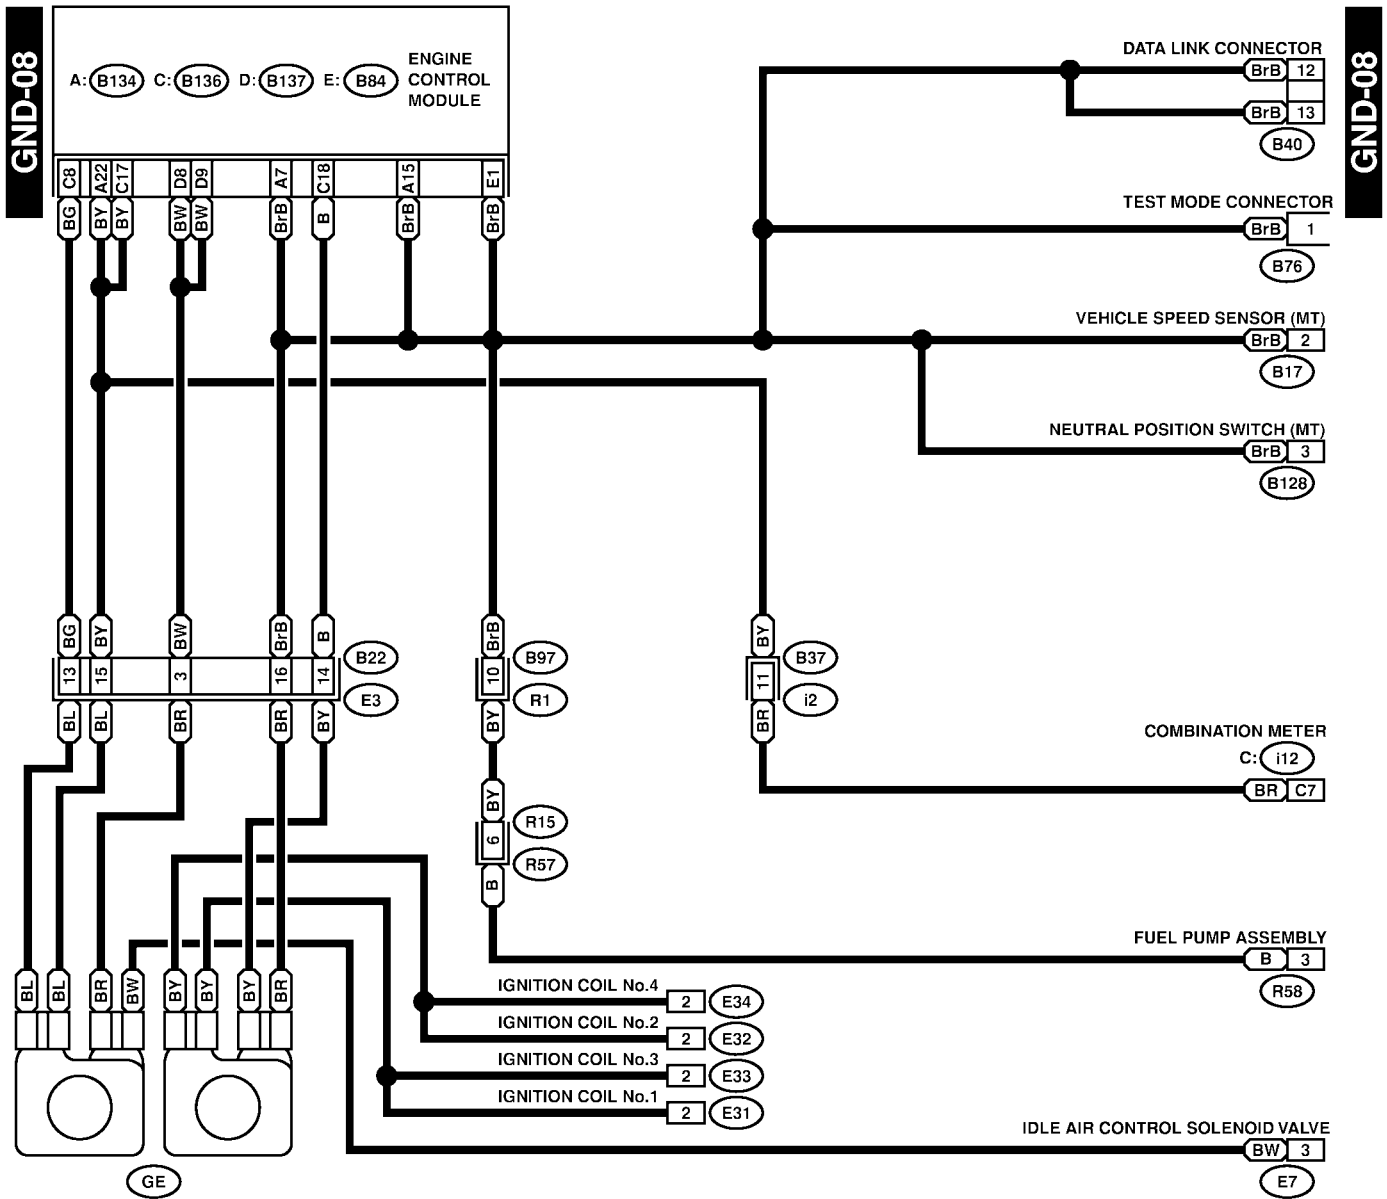 GND-08
A: B134 C: B136 D: B137 E: B84
ENGINE
CONTROL
MODULE
GND-08
C8 A22 C17 D8 D9 A7 C18 A15 E1
BG BY BY BW BW BrB B BrB BrB
DATA LINK CONNECTOR
BrB 12
BrB 13
B40
TEST MODE CONNECTOR
BrB 1
B76
VEHICLE SPEED SENSOR (MT)
BrB 2
B17
NEUTRAL POSITION SWITCH (MT)
BrB 3
B128
BG BY BW BrB B BrB BY
13 15 3 16 14 B22 10 B97 11 B37
E3 R1 i2
BL BL BR BR BY BY BR
COMBINATION METER
C: i12
BR C7
BY
6 R15
R57
B
FUEL PUMP ASSEMBLY
B 3
R58
BL BL BR BW BY BY BY BR
IGNITION COIL No.4
2 E34
IGNITION COIL No.2
2 E32
IGNITION COIL No.3
2 E33
IGNITION COIL No.1
2 E31
IDLE AIR CONTROL SOLENOID VALVE
BW 3
E7
GE